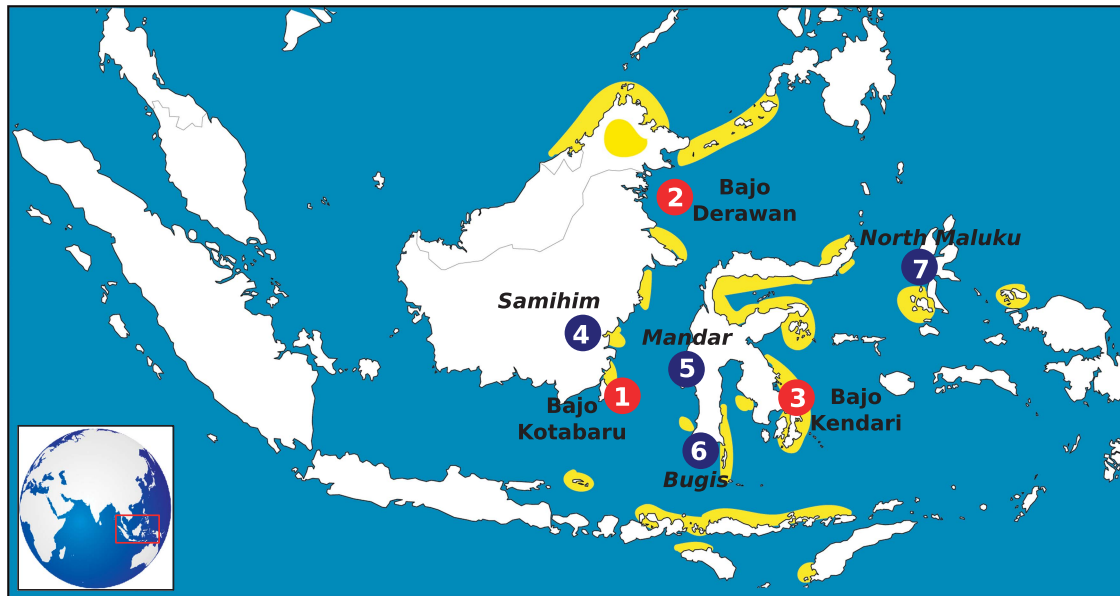 2
Bajo
Derawan
North Maluku
7
Samihim
4
Mandar
5
1
Bajo
Kotabaru
3
Bajo
Kendari
6
Bugis